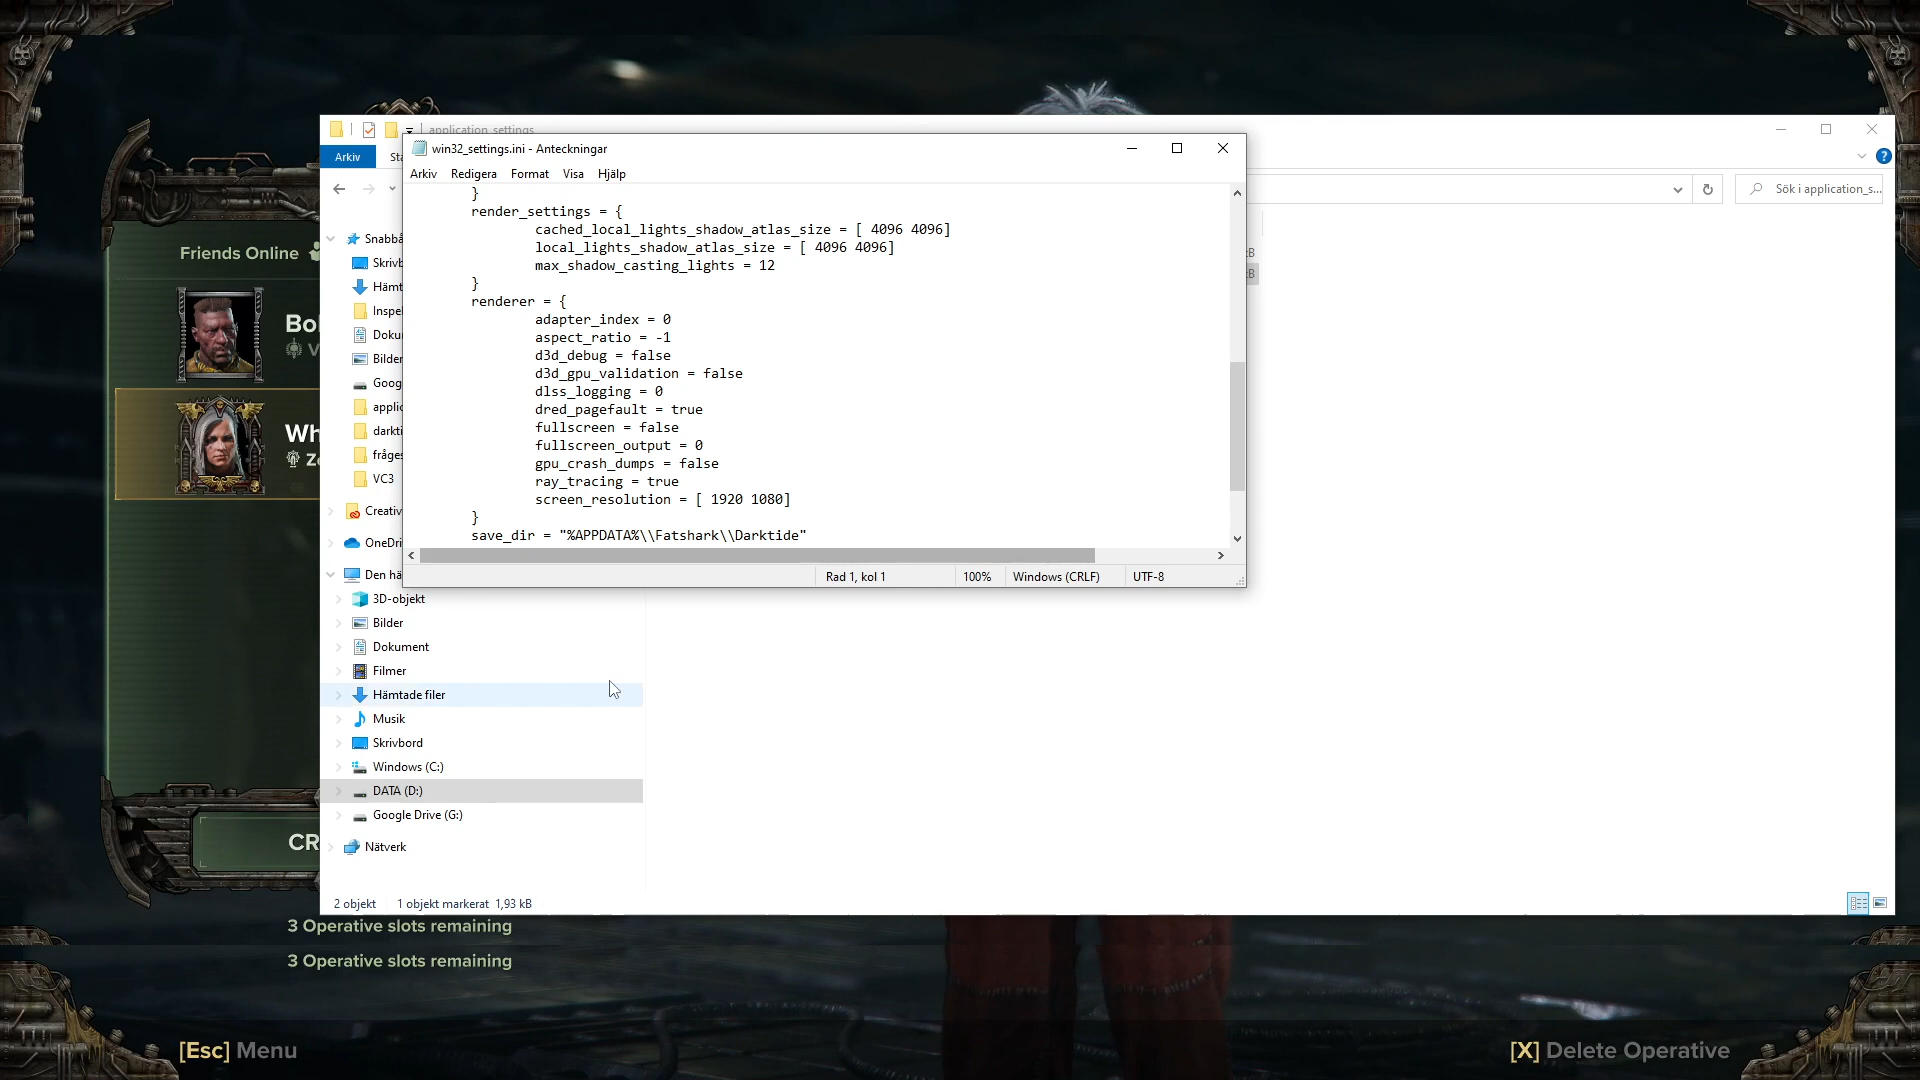 application_settings
win32_settings.ini - Anteckningar
Arkiv
Arkiv Redigera Format Visa Hjälp
Sök i application_s...
}
render_settings = {
cached_local_lights_shadow_atlas_size = [ 4096 4096]
local_lights_shadow_atlas_size = [ 4096 4096]
max_shadow_casting_lights = 12
}
renderer = {
adapter_index = 0
aspect_ratio = -1
d3d_debug = false
d3d_gpu_validation = false
dlss_logging = 0
dred_pagefault = true
fullscreen = false
fullscreen_output = 0
gpu_crash_dumps = false
ray_tracing = true
screen_resolution = [ 1920 1080]
}
save_dir = "%APPDATA%\\Fatshark\\Darktide"
Rad 1, kol 1 100% Windows (CRLF) UTF-8
Friends Online
Snabbå
Skrivb
Hämt
Inspe
Doku
Bilder
Goog
applic
darkti
fråges
VC3
Creativ
OneDri
Den hä
3D-objekt
Bilder
Dokument
Filmer
Hämtade filer
Musik
Skrivbord
Windows (C:)
DATA (D:)
Google Drive (G:)
Nätverk
2 objekt 1 objekt markerat 1,93 kB
Wh
CR
3 Operative slots remaining
3 Operative slots remaining
[Esc] Menu
[X] Delete Operative